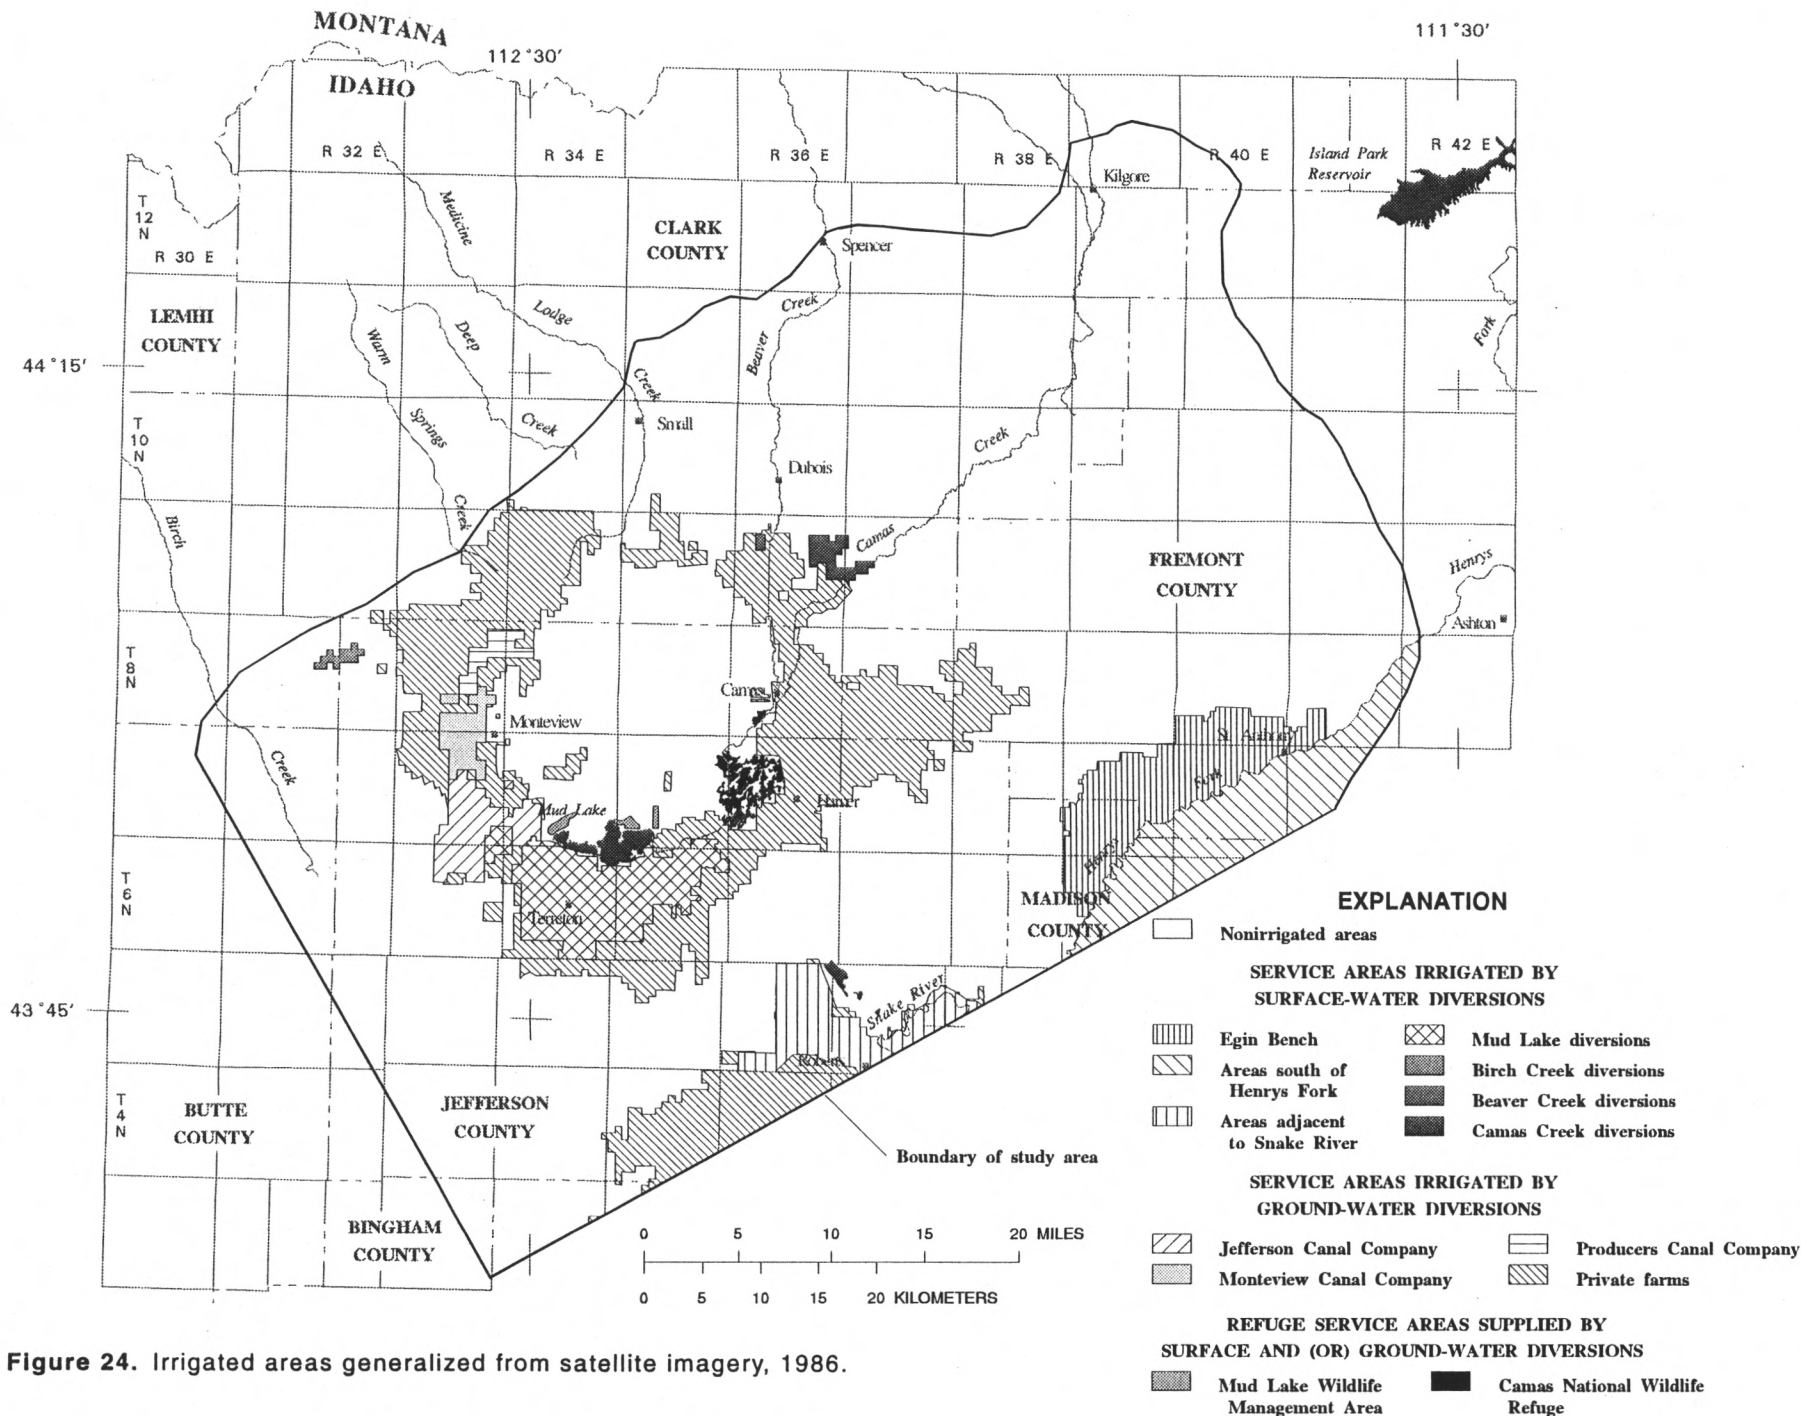 MONTANA
112°30′
111°30′
IDAHO
R 32 E
R 34 E
R 36 E
R 38 E
R 40 E
Island Park
Reservoir
R 42 E
Kilgore
T
12
N
Medicine
CLARK
COUNTY
Spencer
R 30 E
LEMHI
COUNTY
Lodge
Creek
Warm
Deep
Beaver
Fork
44°15′
Creek
Springs
Creek
Small
T
10
N
Creek
Dubois
Birch
Creek
Camas
FREMONT
COUNTY
Henrys
Ashton
T
8
N
Camas
Monteview
St. Anthony
Creek
Fork
Mud Lake
Hamer
Henrys
T
6
N
Terreton
MADISON
COUNTY
43°45′
Snake River
Roberts
T
4
N
BUTTE
COUNTY
JEFFERSON
COUNTY
Boundary of study area
BINGHAM
COUNTY
0 5 10 15 20 MILES
0 5 10 15 20 KILOMETERS
EXPLANATION
Nonirrigated areas
SERVICE AREAS IRRIGATED BY
SURFACE-WATER DIVERSIONS
Egin Bench
Mud Lake diversions
Areas south of
Henrys Fork
Birch Creek diversions
Beaver Creek diversions
Areas adjacent
to Snake River
Camas Creek diversions
SERVICE AREAS IRRIGATED BY
GROUND-WATER DIVERSIONS
Jefferson Canal Company
Producers Canal Company
Monteview Canal Company
Private farms
REFUGE SERVICE AREAS SUPPLIED BY
SURFACE AND (OR) GROUND-WATER DIVERSIONS
Mud Lake Wildlife
Management Area
Camas National Wildlife
Refuge
Figure 24. Irrigated areas generalized from satellite imagery, 1986.